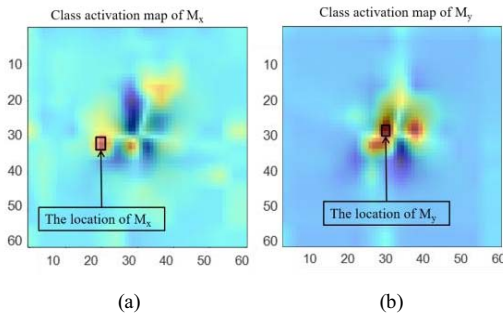 Class activation map of Mx
Class activation map of My
10
20
30
40
50
60
The location of Mx
10 20 30 40 50 60
10
20
30
40
50
60
The location of My
10 20 30 40 50 60
(a)
(b)